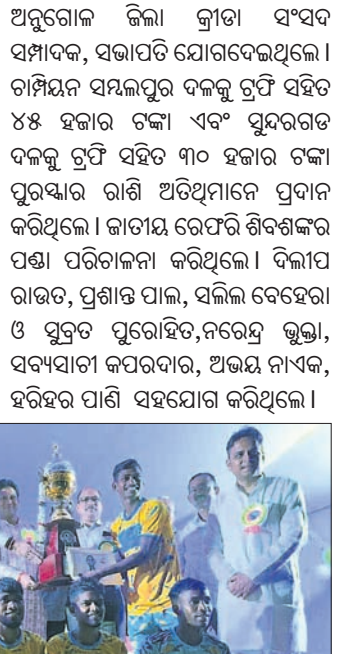 ଅନୁଗୋଳ ଜିଲା କ୍ରୀଡା ସଂସଦ
ସମ୍ପାଦକ, ସଭାପତି ଯୋଗଦେଇଥିଲେ।
ଚାମ୍ପିୟନ ସମ୍ବଲପୁର ଦଳକୁ ଟ୍ରଫି ସହିତ
୪୫ ହଜାର ଟଙ୍କା ଏବଂ ସୁନ୍ଦରଗଡ
ଦଳକୁ ଟ୍ରଫି ସହିତ ୩୦ ହଜାର ଟଙ୍କା
ପୁରସ୍କାର ରାଶି ଅତିଥିମାନେ ପ୍ରଦାନ
କରିଥିଲେ। ଜାତୀୟ ରେଫରି ଶିବଶଙ୍କର
ପଣ୍ଡା ପରିଚାଳନା କରିଥିଲେ। ଦିଲୀପ
ରାଉତ, ପ୍ରଶାନ୍ତ ପାଲ, ସଲିଲ ବେହେରା
ଓ ସୁବ୍ରତ ପୁରୋହିତ,ନରେନ୍ଦ୍ର ଭୁକ୍ତା,
ସବ୍ୟସାଚୀ କପରଦାର, ଅଭୟ ନାଏକ,
ହରିହର ପାଣି ସହଯୋଗ କରିଥିଲେ।